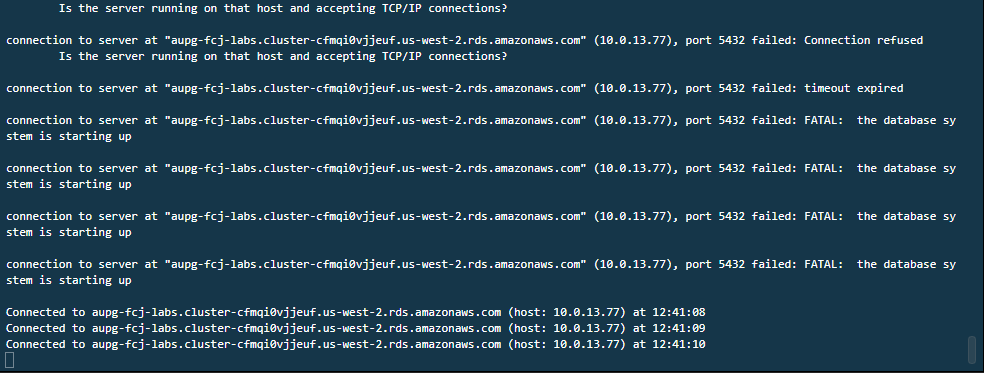 Is the server running on that host and accepting TCP/IP connections?
connection to server at "aupg-fcj-labs.cluster-cfmqi0vjjeuf.us-west-2.rds.amazonaws.com" (10.0.13.77), port 5432 failed: Connection refused
Is the server running on that host and accepting TCP/IP connections?
connection to server at "aupg-fcj-labs.cluster-cfmqi0vjjeuf.us-west-2.rds.amazonaws.com" (10.0.13.77), port 5432 failed: timeout expired
connection to server at "aupg-fcj-labs.cluster-cfmqi0vjjeuf.us-west-2.rds.amazonaws.com" (10.0.13.77), port 5432 failed: FATAL:  the database sy
stem is starting up
connection to server at "aupg-fcj-labs.cluster-cfmqi0vjjeuf.us-west-2.rds.amazonaws.com" (10.0.13.77), port 5432 failed: FATAL:  the database sy
stem is starting up
connection to server at "aupg-fcj-labs.cluster-cfmqi0vjjeuf.us-west-2.rds.amazonaws.com" (10.0.13.77), port 5432 failed: FATAL:  the database sy
stem is starting up
connection to server at "aupg-fcj-labs.cluster-cfmqi0vjjeuf.us-west-2.rds.amazonaws.com" (10.0.13.77), port 5432 failed: FATAL:  the database sy
stem is starting up
Connected to aupg-fcj-labs.cluster-cfmqi0vjjeuf.us-west-2.rds.amazonaws.com (host: 10.0.13.77) at 12:41:08
Connected to aupg-fcj-labs.cluster-cfmqi0vjjeuf.us-west-2.rds.amazonaws.com (host: 10.0.13.77) at 12:41:09
Connected to aupg-fcj-labs.cluster-cfmqi0vjjeuf.us-west-2.rds.amazonaws.com (host: 10.0.13.77) at 12:41:10